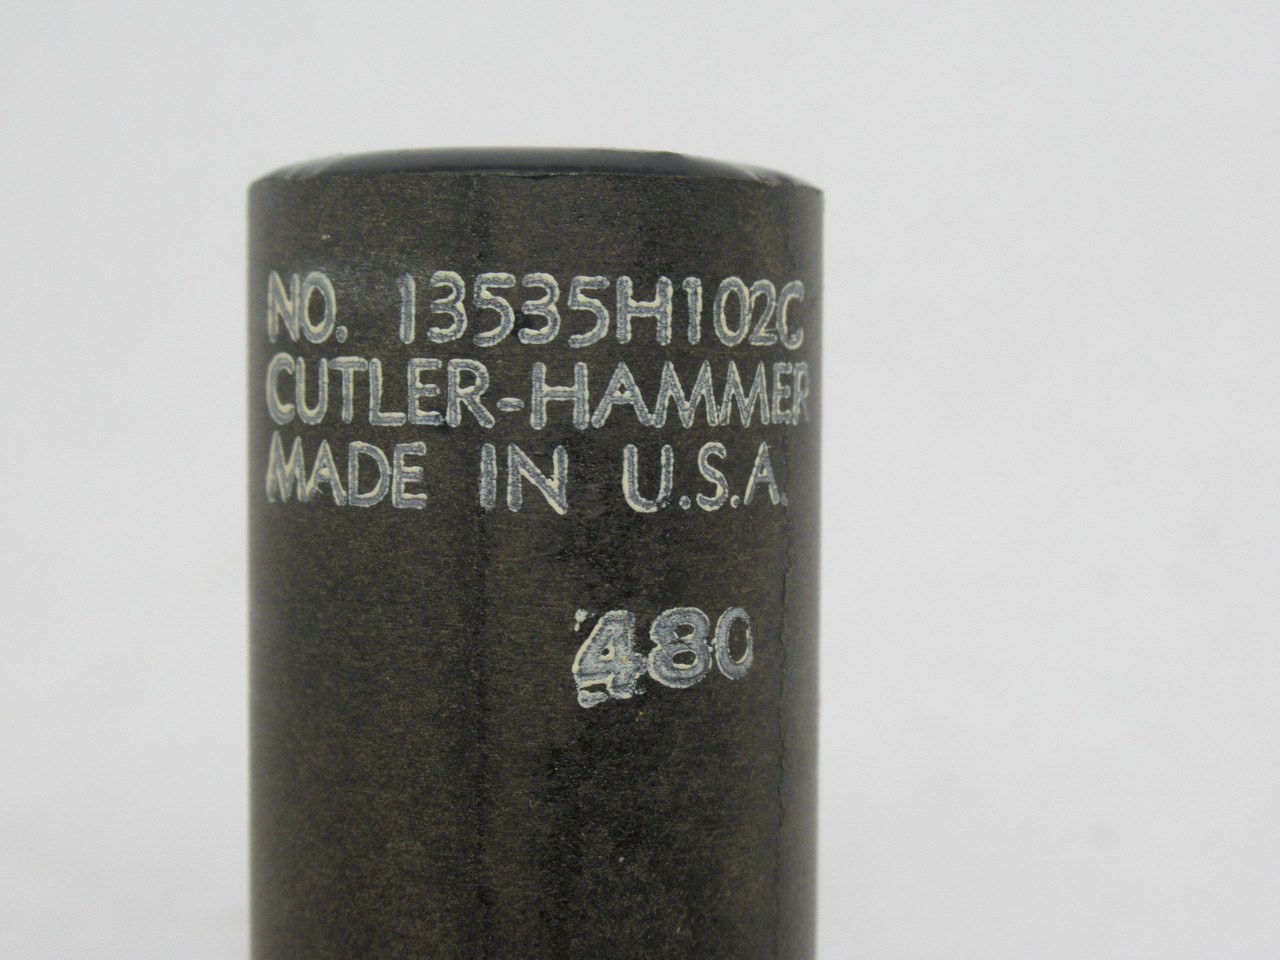 NO. 13535H102C
CUTLER-HAMMER
MADE IN U.S.A.
480